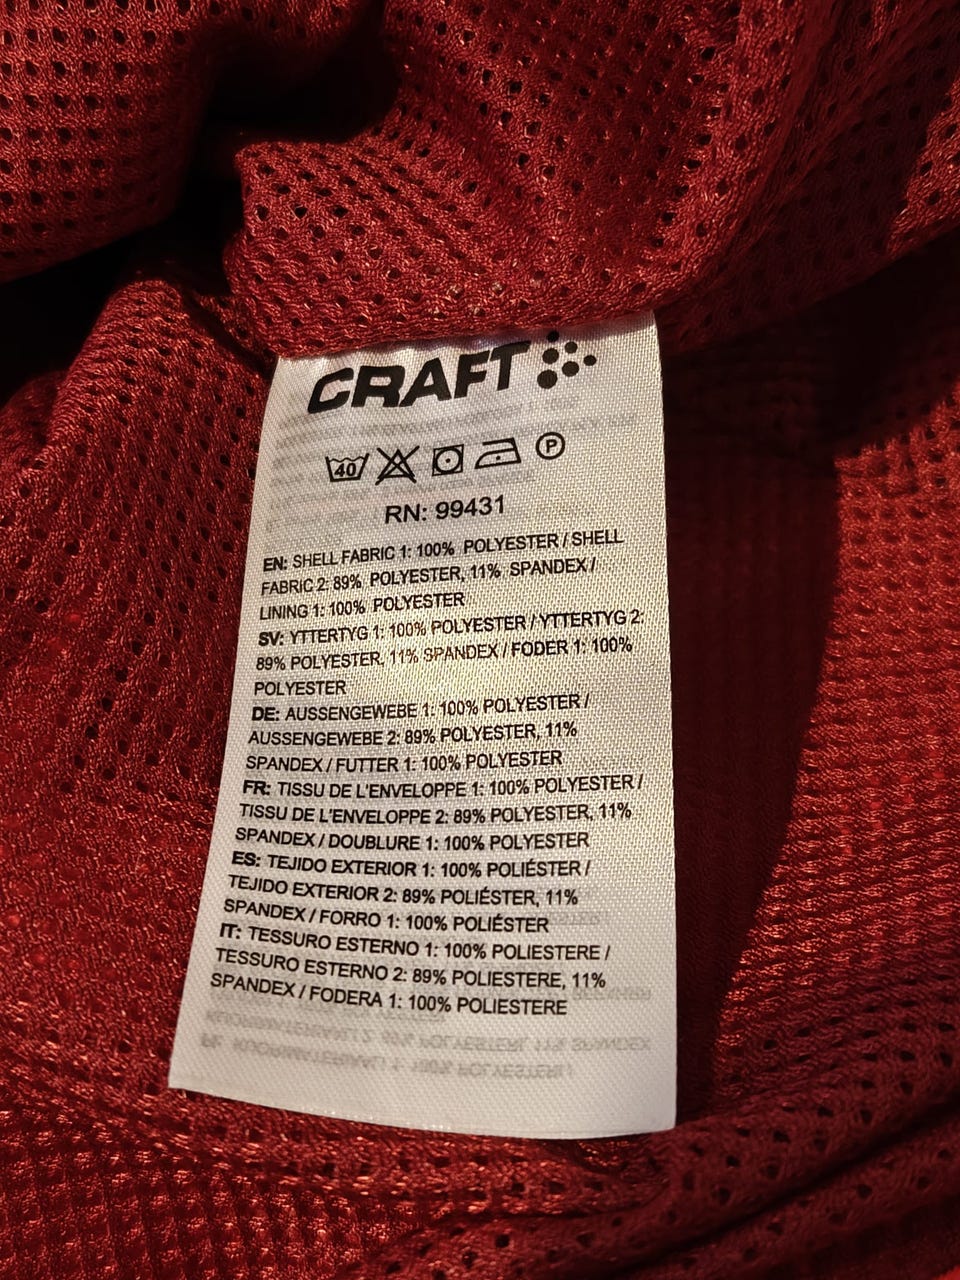 CRAFT
40 P
RN: 99431
EN: SHELL FABRIC 1: 100% POLYESTER / SHELL
FABRIC 2: 89% POLYESTER, 11% SPANDEX /
LINING 1: 100% POLYESTER
SV: YTTERTYG 1: 100% POLYESTER / YTTERTYG 2:
89% POLYESTER, 11% SPANDEX / FODER 1: 100%
POLYESTER
DE: AUSSENGEWEBE 1: 100% POLYESTER /
AUSSENGEWEBE 2: 89% POLYESTER, 11%
SPANDEX / FUTTER 1: 100% POLYESTER
FR: TISSU DE L'ENVELOPPE 1: 100% POLYESTER /
TISSU DE L'ENVELOPPE 2: 89% POLYESTER, 11%
SPANDEX / DOUBLURE 1: 100% POLYESTER
ES: TEJIDO EXTERIOR 1: 100% POLIÉSTER /
TEJIDO EXTERIOR 2: 89% POLIÉSTER, 11%
SPANDEX / FORRO 1: 100% POLIÉSTER
IT: TESSURO ESTERNO 1: 100% POLIESTERE /
TESSURO ESTERNO 2: 89% POLIESTERE, 11%
SPANDEX / FODERA 1: 100% POLIESTERE